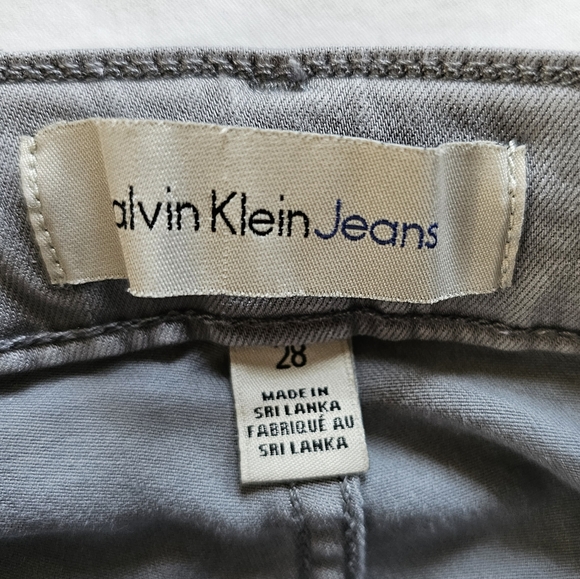 alvin Klein Jeans
28
MADE IN
SRI LANKA
FABRIQUÉ AU
SRI LANKA